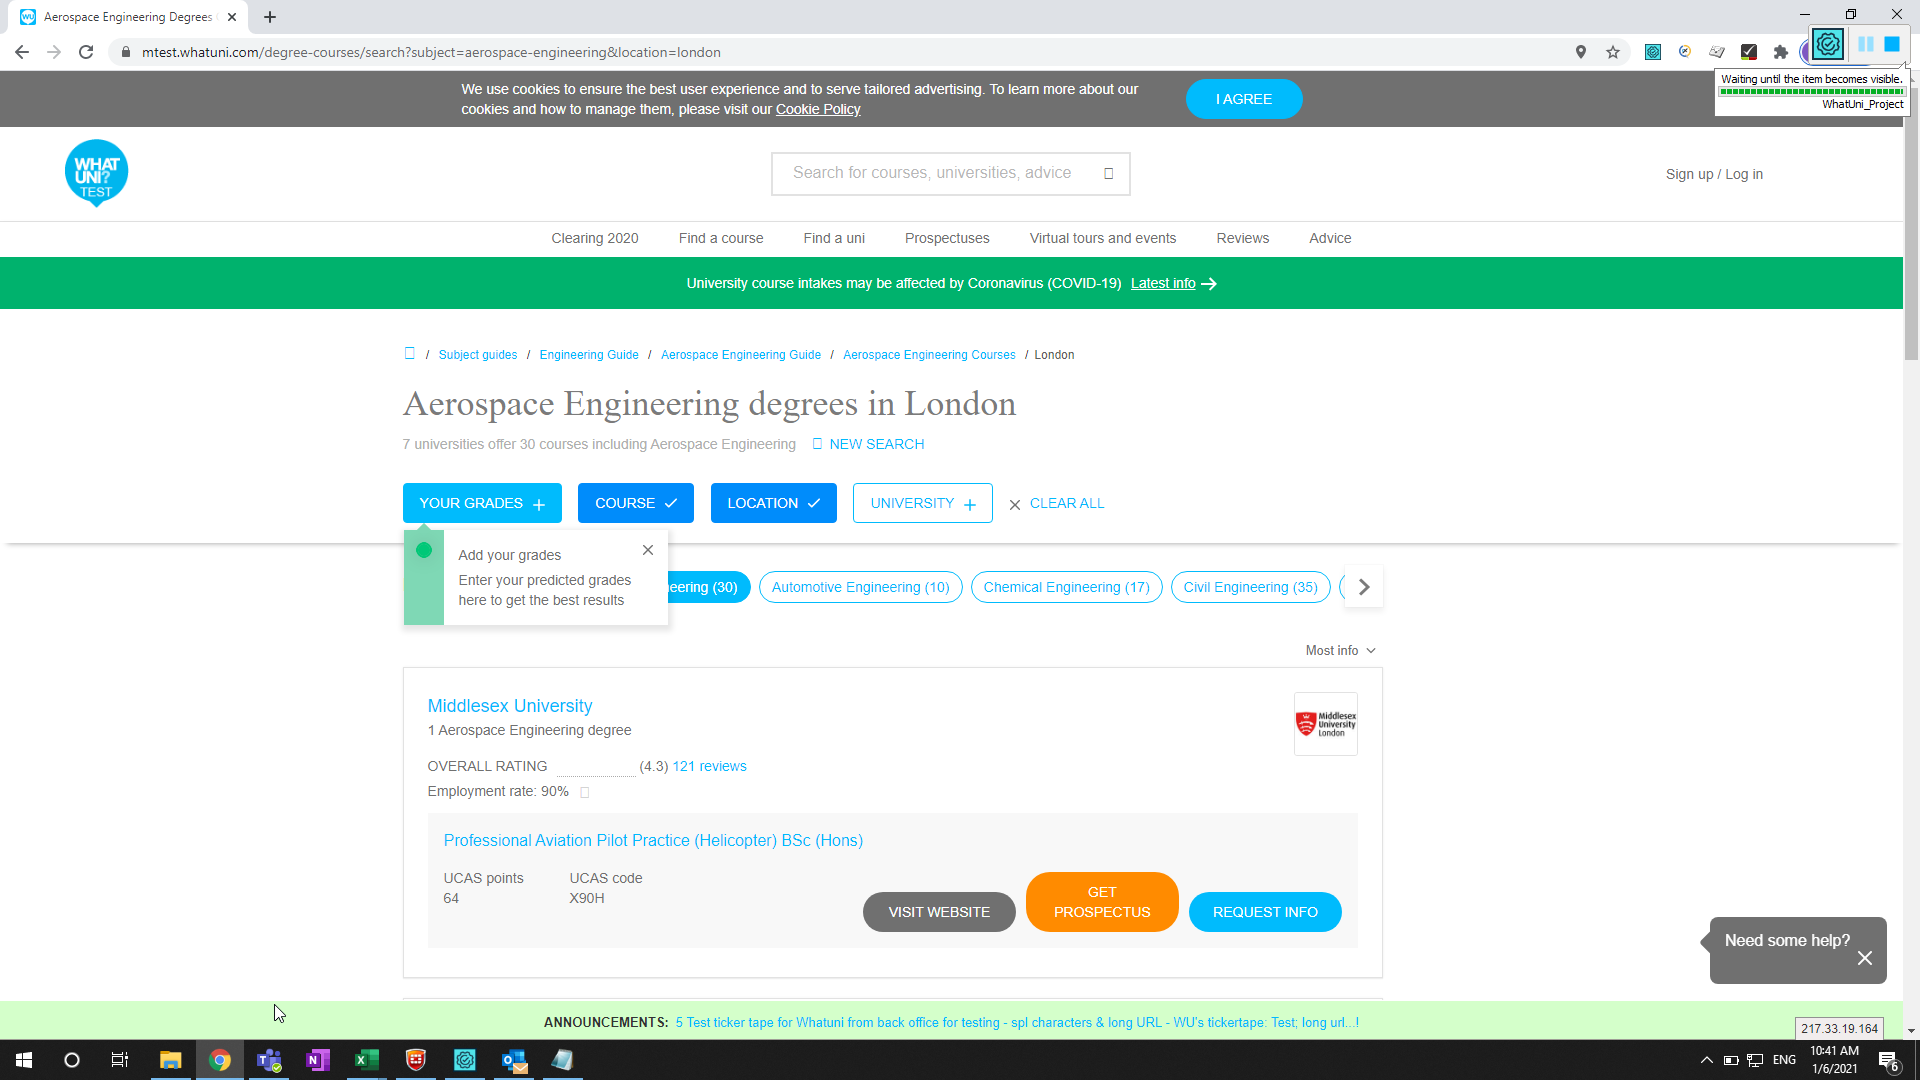 Aerospace Engineering Degrees
mtest.whatuni.com/degree-courses/search?subject=aerospace-engineering&location=london
Waiting until the item becomes visible.
WhatUni_Project
We use cookies to ensure the best user experience and to serve tailored advertising. To learn more about our
cookies and how to manage them, please visit our Cookie Policy
I AGREE
WHAT
UNI?
TEST
Search for courses, universities, advice
Sign up / Log in
Clearing 2020 Find a course Find a uni Prospectuses Virtual tours and events Reviews Advice
University course intakes may be affected by Coronavirus (COVID-19) Latest info
/ Subject guides / Engineering Guide / Aerospace Engineering Guide / Aerospace Engineering Courses / London
Aerospace Engineering degrees in London
7 universities offer 30 courses including Aerospace Engineering NEW SEARCH
YOUR GRADES COURSE LOCATION UNIVERSITY CLEAR ALL
Add your grades
Enter your predicted grades
here to get the best results
neering (30) Automotive Engineering (10) Chemical Engineering (17) Civil Engineering (35)
Most info
Middlesex University
1 Aerospace Engineering degree
Middlesex
University
London
OVERALL RATING (4.3) 121 reviews
Employment rate: 90%
Professional Aviation Pilot Practice (Helicopter) BSc (Hons)
UCAS points UCAS code
64 X90H
VISIT WEBSITE
GET
PROSPECTUS
REQUEST INFO
Need some help?
ANNOUNCEMENTS: 5 Test ticker tape for Whatuni from back office for testing - spl characters & long URL - WU's tickertape: Test; long url...!
217.33.19.164
ENG
10:41 AM
1/6/2021
6